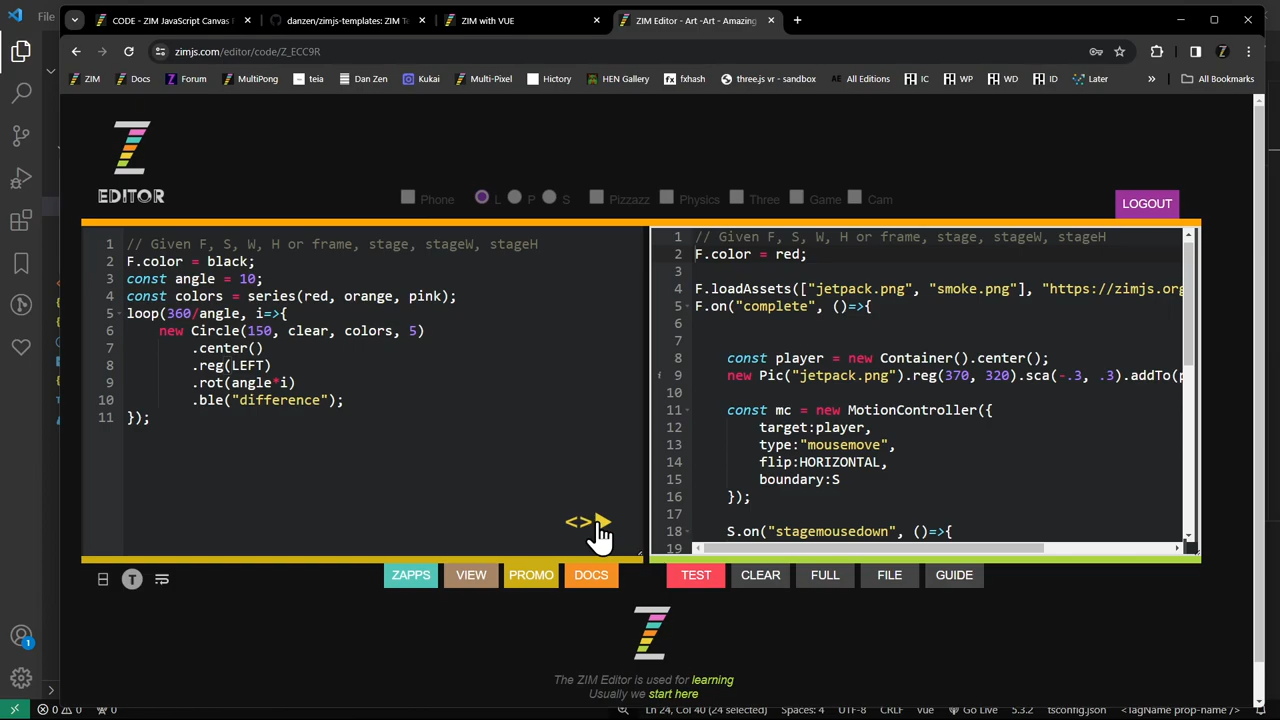 File
CODE - ZIM JavaScript Canvas F
danzen/zimjs-templates: ZIM Te
ZIM with VUE
ZIM Editor - Art -Art - Amazing
zimjs.com/editor/code/Z_ECC9R
ZIM
Docs
Forum
MultiPong
teia
Dan Zen
Kukai
Multi-Pixel
Hictory
HEN Gallery
fxhash
three.js vr - sandbox
AE All Editions
IC
WP
WD
ID
Later
All Bookmarks
EDITOR
Phone
L
P
S
Pizzazz
Physics
Three
Game
Cam
LOGOUT
1 // Given F, S, W, H or frame, stage, stageW, stageH
2 F.color = black;
3 const angle = 10;
4 const colors = series(red, orange, pink);
5 loop(360/angle, i=>{
6 new Circle(150, clear, colors, 5)
7 .center()
8 .reg(LEFT)
9 .rot(angle*i)
10 .ble("difference");
11 });
<>
1 // Given F, S, W, H or frame, stage, stageW, stageH
2 F.color = red;
3
4 F.loadAssets(["jetpack.png", "smoke.png"], "https://zimjs.org
5 F.on("complete", ()=>{
6
7
8 const player = new Container().center();
9 new Pic("jetpack.png").reg(370, 320).sca(-.3, .3).addTo(p
10
11 const mc = new MotionController({
12 target:player,
13 type:"mousemove",
14 flip:HORIZONTAL,
15 boundary:S
16 });
17
18 S.on("stagemousedown", ()=>{
19
T
ZAPPS
VIEW
PROMO
DOCS
TEST
CLEAR
FULL
FILE
GUIDE
The ZIM Editor is used for learning
Usually we start here
1
0
0
0
Ln 24, Col 40 (24 selected)
Spaces: 4
UTF-8
CRLF
vue
Go Live
5.3.2
tsconfig.json
<TagName prop-name />